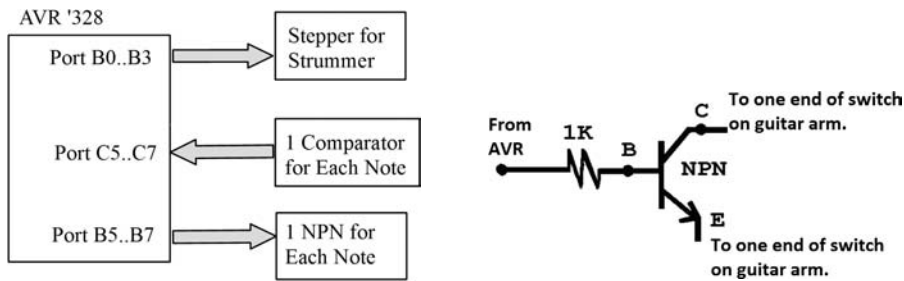 AVR '328
Port B0..B3
Stepper for
Strummer
Port C5..C7
1 Comparator
for Each Note
Port B5..B7
1 NPN for
Each Note
From
AVR
1K
B
C
To one end of switch
on guitar arm.
NPN
E
To one end of switch
on guitar arm.